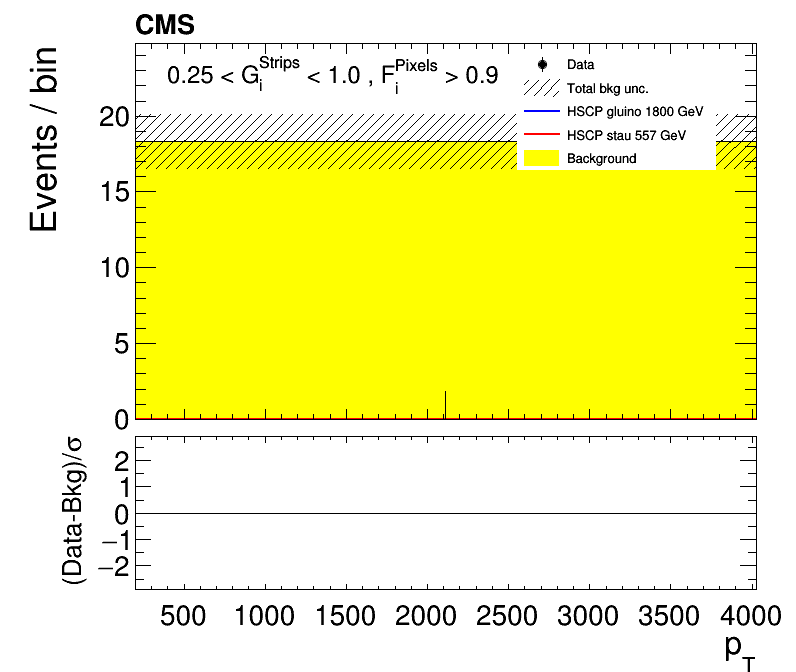 CMS
0.25 < G_i^Strips < 1.0 , F_i^Pixels > 0.9
Data
Total bkg unc.
HSCP gluino 1800 GeV
HSCP stau 557 GeV
Background
Events / bin
20
15
10
5
0
(Data-Bkg)/σ
2
1
0
−1
−2
500 1000 1500 2000 2500 3000 3500 4000
p_T